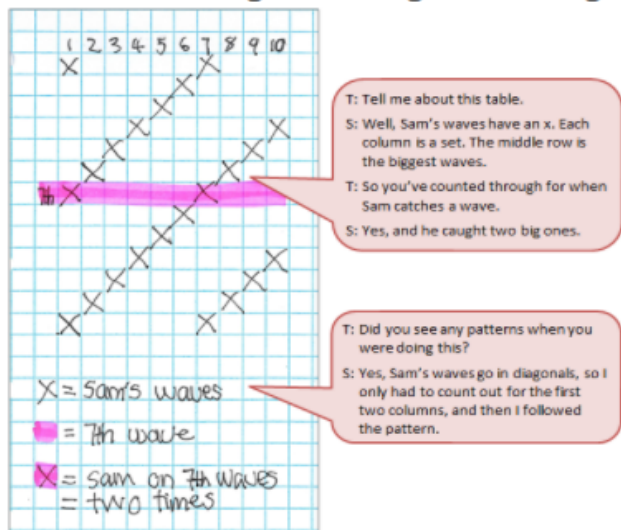 1 2 3 4 5 6 7 8 9 10
7th
X = Sam's waves
= 7th wave
X = Sam on 7th waves
= two times
T: Tell me about this table.
S: Well, Sam's waves have an x. Each
column is a set. The middle row is
the biggest waves.
T: So you've counted through for when
Sam catches a wave.
S: Yes, and he caught two big ones.
T: Did you see any patterns when you
were doing this?
S: Yes, Sam's waves go in diagonals, so I
only had to count out for the first
two columns, and then I followed
the pattern.